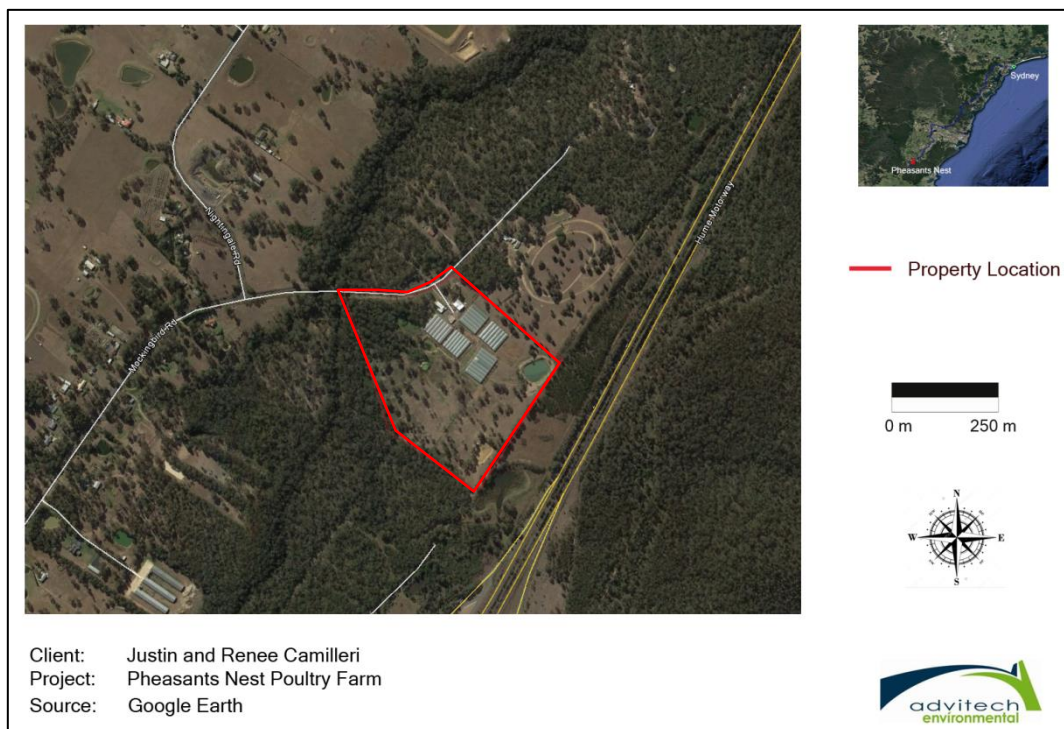 Nightingale Rd
Mockingbird Rd
Hume Motorway
Sydney
Pheasants Nest
Property Location
0 m 250 m
N
W E
S
Client: Justin and Renee Camilleri
Project: Pheasants Nest Poultry Farm
Source: Google Earth
advitech
environmental